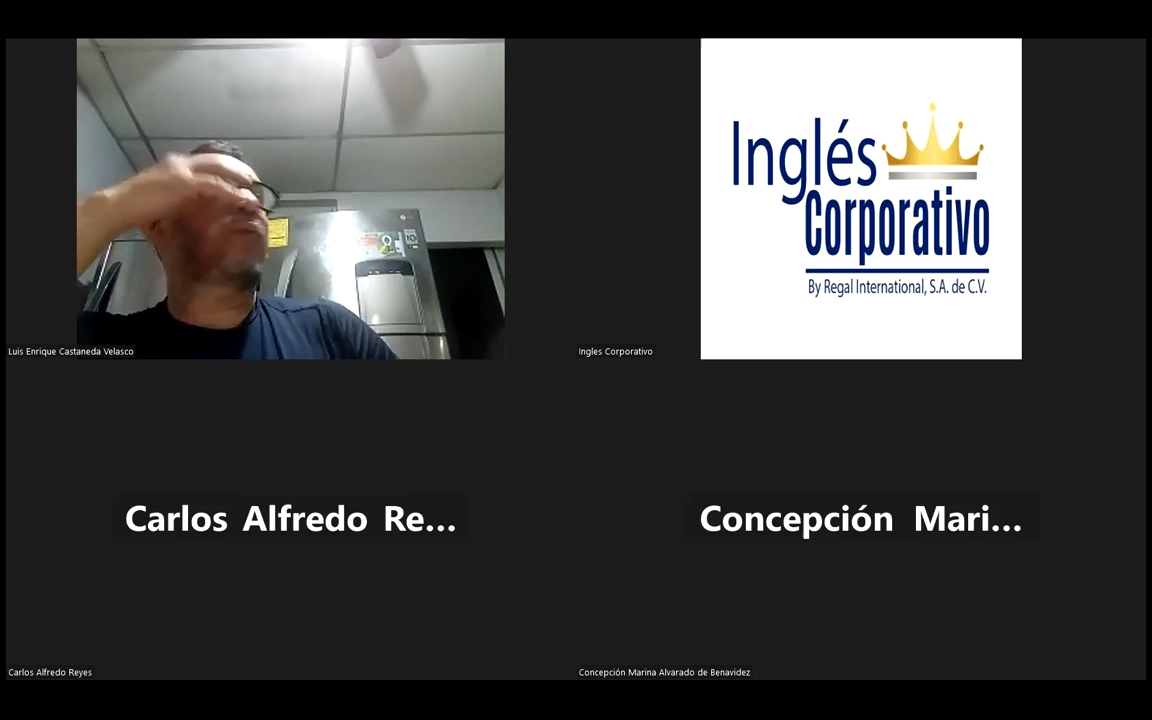 Inglés
Corporativo
By Regal International, S.A. de C.V.
Luis Enrique Castaneda Velasco
Ingles Corporativo
Carlos Alfredo Re...
Concepción Mari...
Carlos Alfredo Reyes
Concepción Marina Alvarado de Benavidez